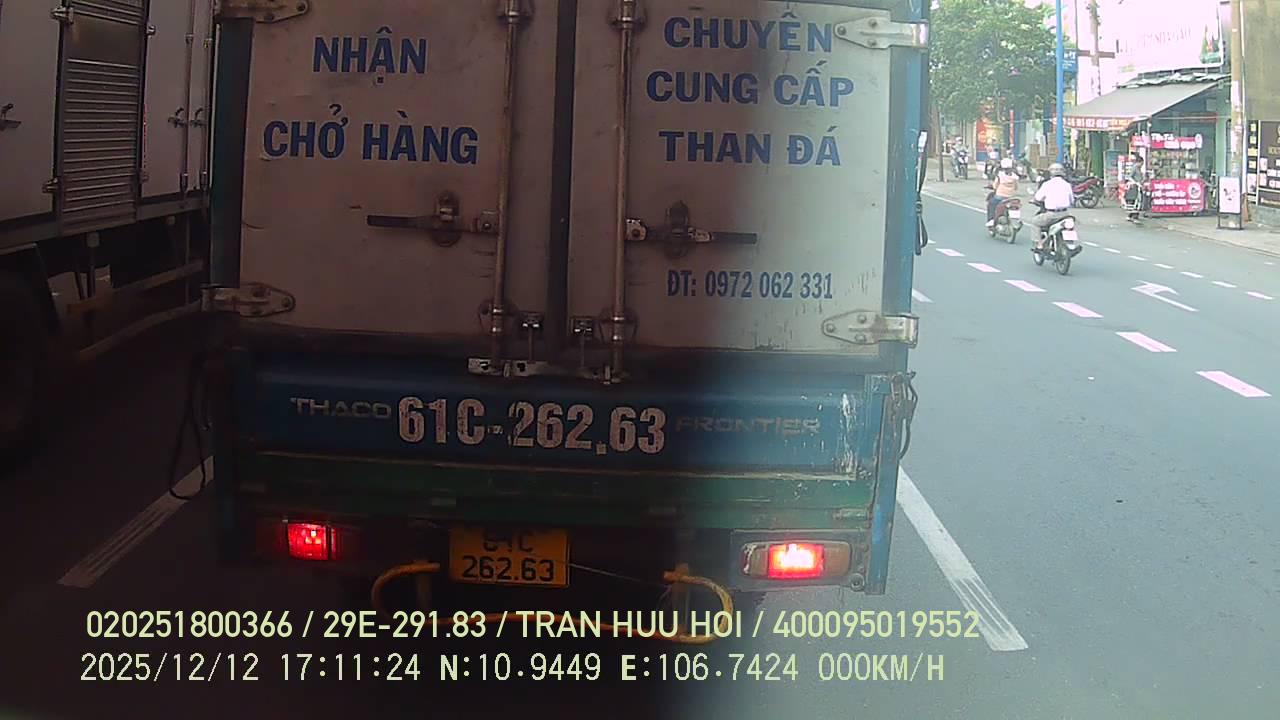 NHẬN
CHỞ HÀNG
CHUYÊN
CUNG CẤP
THAN ĐÁ
ĐT: 0972 062 331
THACO 61C-262.63 FRONTIER
61C
262.63
020251800366 / 29E-291.83 / TRAN HUU HOI / 400095019552
2025/12/12 17:11:24 N:10.9449 E:106.7424 000KM/H